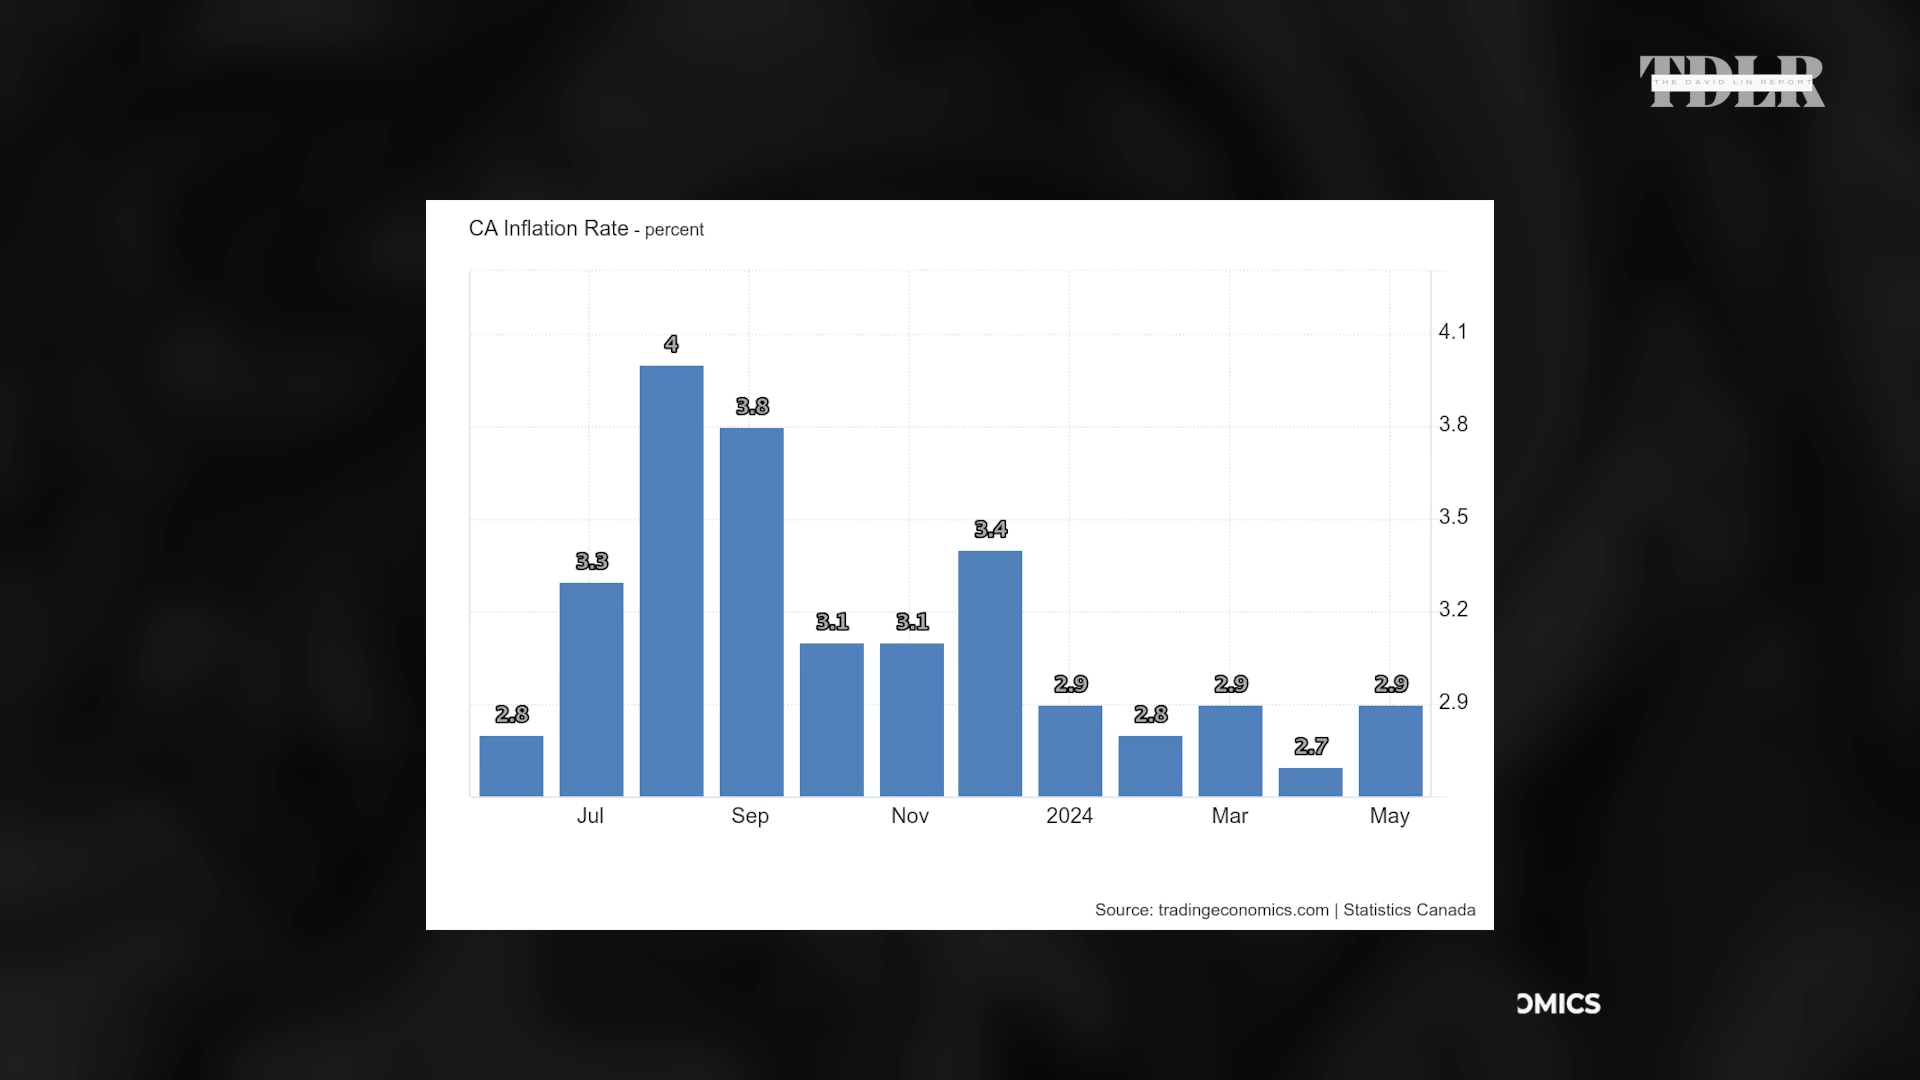 TDLR
THE DAVID LIN REPORT
CA Inflation Rate - percent
4.1
4
3.8
3.8
3.5
3.4
3.3
3.2
3.1
3.1
2.9
2.9
2.9
2.9
2.8
2.8
2.7
Jul
Sep
Nov
2024
Mar
May
Source: tradingeconomics.com | Statistics Canada
OMICS